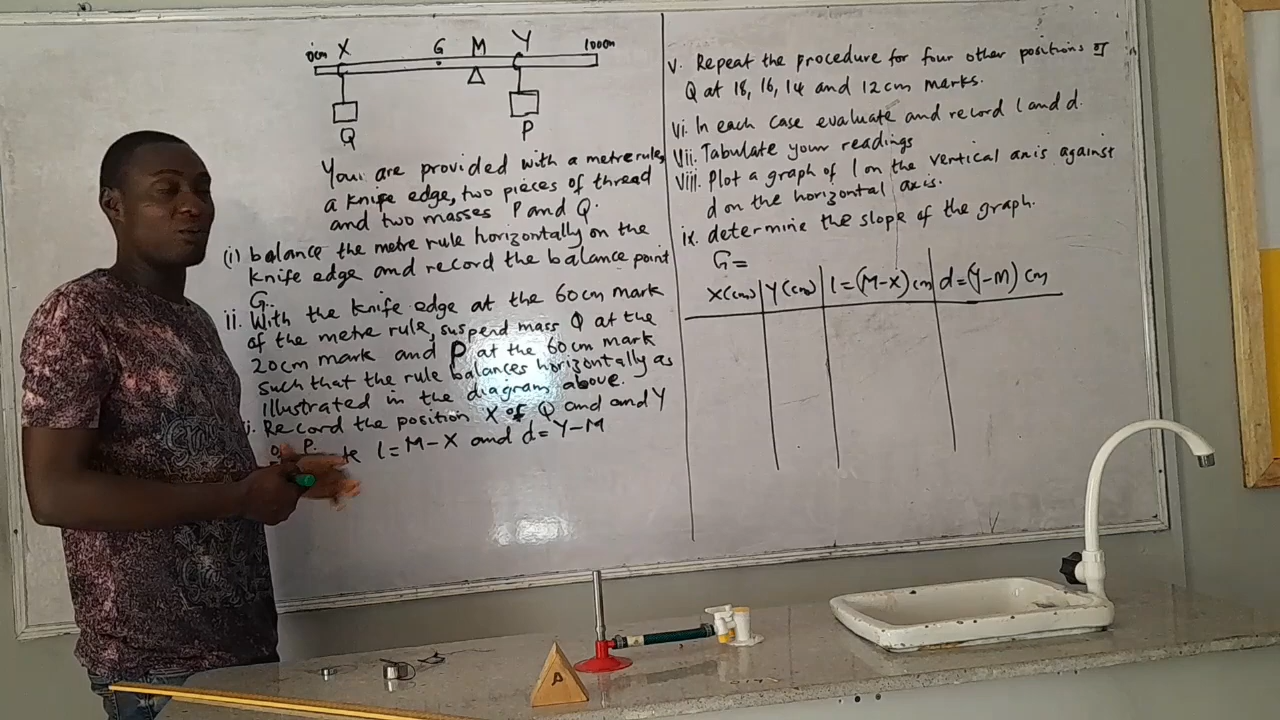 0cm X G M Y 100cm
Q P
You are provided with a metre rule,
a knife edge, two pieces of thread
and two masses P and Q.
(i) balance the metre rule horizontally on the
knife edge and record the balance point
G.
ii. With the knife edge at the 60cm mark
of the metre rule, suspend mass Q at the
20cm mark and P at the 60cm mark
such that the rule balances horizontally as
illustrated in the diagram above.
Record the position X of Q and and Y
of P.
l = M-X and d = Y-M
v. Repeat the procedure for four other positions of
Q at 18, 16, 14 and 12cm marks.
vi. In each case evaluate and record l and d.
vii. Tabulate your readings
viii. Plot a graph of l on the vertical axis against
d on the horizontal axis.
ix. determine the slope of the graph.
G =
X(cm) Y(cm) l = (M-X) cm d = (Y-M) cm
A